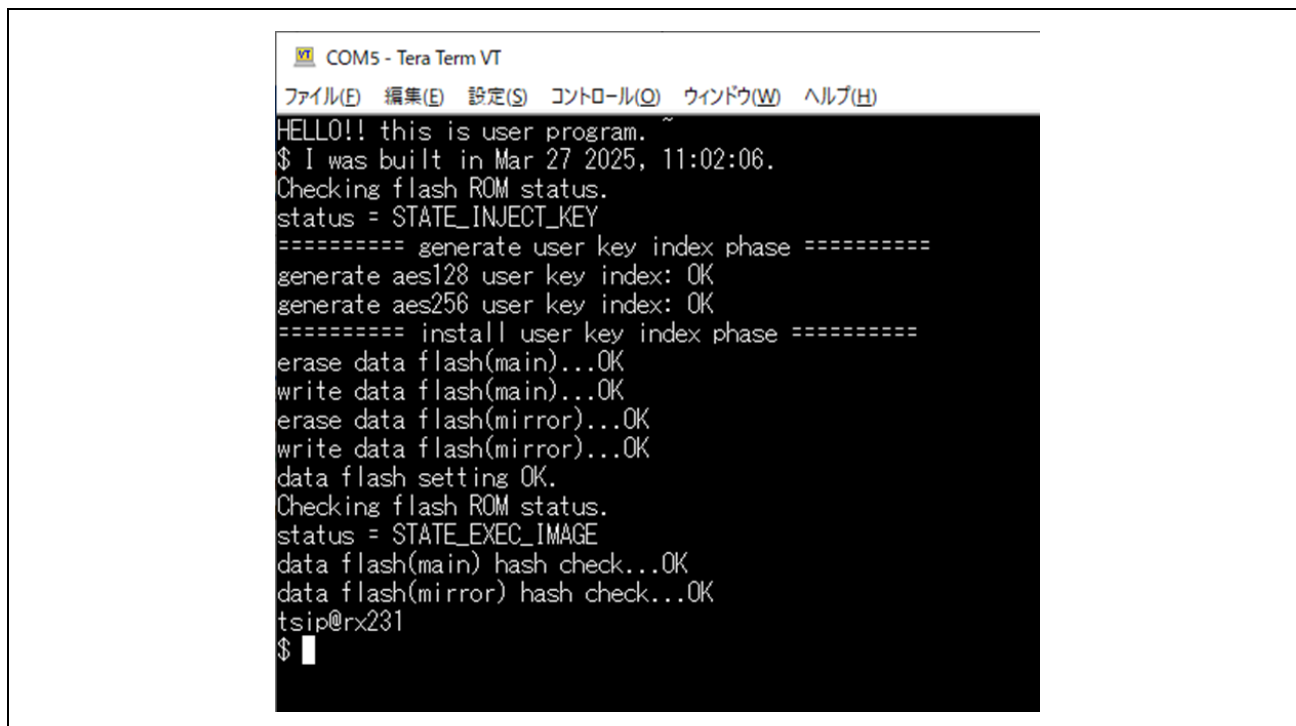 COM5 - Tera Term VT
ファイル(F) 編集(E) 設定(S) コントロール(O) ウィンドウ(W) ヘルプ(H)
HELLO!! this is user program. ~
$ I was built in Mar 27 2025, 11:02:06.
Checking flash ROM status.
status = STATE_INJECT_KEY
========== generate user key index phase ==========
generate aes128 user key index: OK
generate aes256 user key index: OK
========== install user key index phase ==========
erase data flash(main)...OK
write data flash(main)...OK
erase data flash(mirror)...OK
write data flash(mirror)...OK
data flash setting OK.
Checking flash ROM status.
status = STATE_EXEC_IMAGE
data flash(main) hash check...OK
data flash(mirror) hash check...OK
tsip@rx231
$